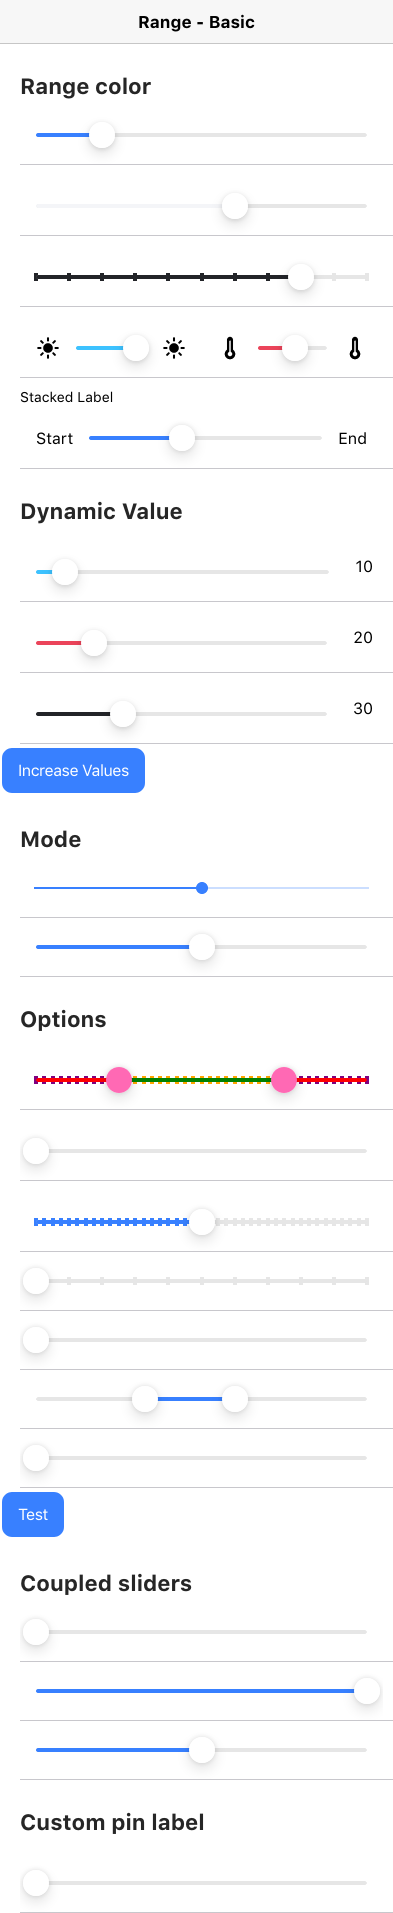 Range - Basic
Range color
Stacked Label
Start End
Dynamic Value
10
20
30
Increase Values
Mode
Options
Test
Coupled sliders
Custom pin label